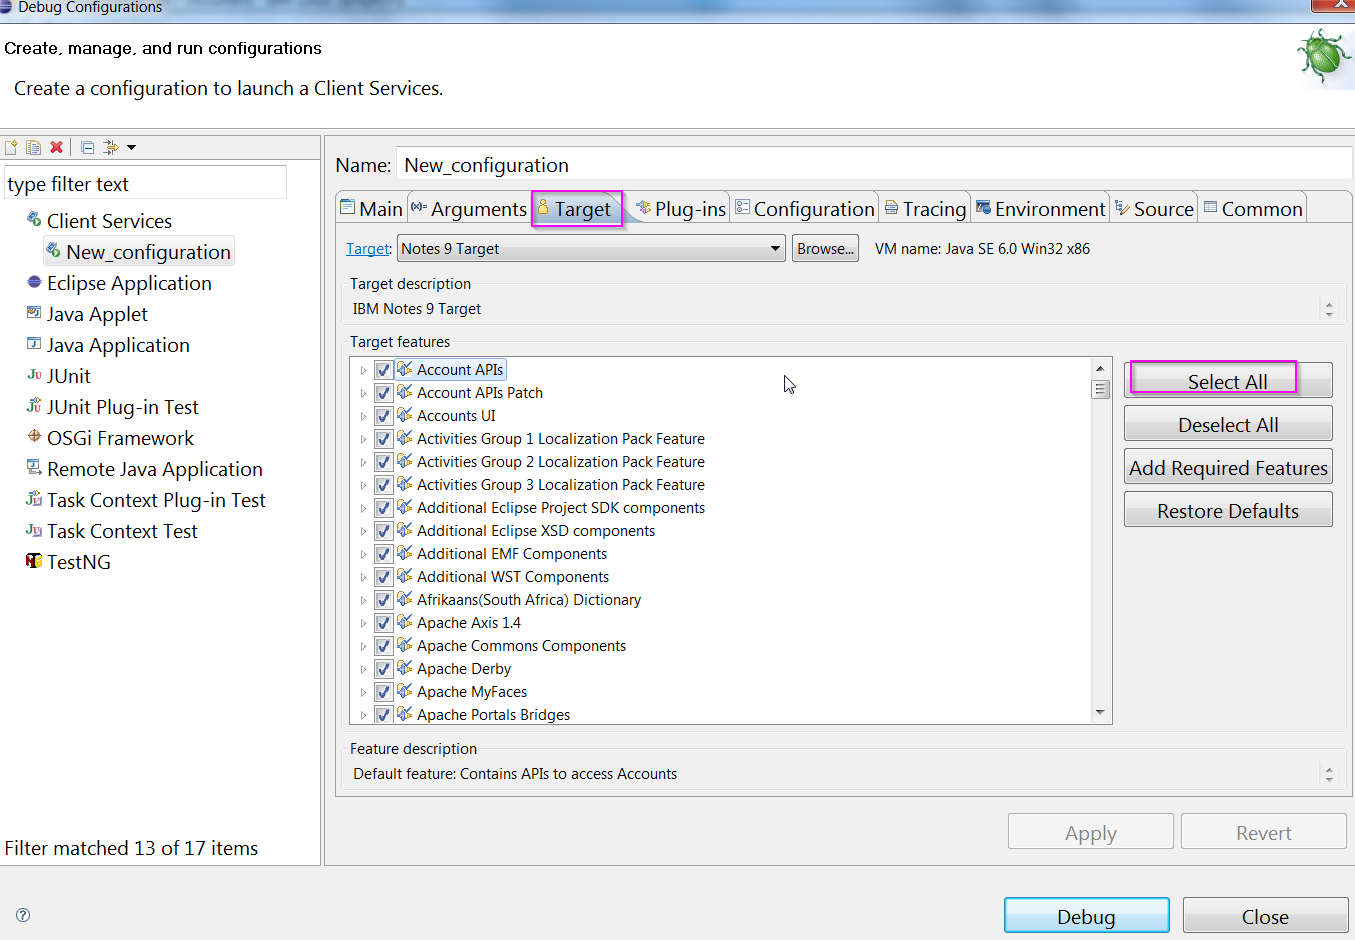 Debug Configurations
Create, manage, and run configurations
Create a configuration to launch a Client Services.
type filter text
Client Services
New_configuration
Eclipse Application
Java Applet
Java Application
JUnit
JUnit Plug-in Test
OSGi Framework
Remote Java Application
Task Context Plug-in Test
Task Context Test
TestNG
Filter matched 13 of 17 items
Name: New_configuration
Main Arguments Target Plug-ins Configuration Tracing Environment Source Common
Target: Notes 9 Target Browse... VM name: Java SE 6.0 Win32 x86
Target description
IBM Notes 9 Target
Target features
Account APIs
Account APIs Patch
Accounts UI
Activities Group 1 Localization Pack Feature
Activities Group 2 Localization Pack Feature
Activities Group 3 Localization Pack Feature
Additional Eclipse Project SDK components
Additional Eclipse XSD components
Additional EMF Components
Additional WST Components
Afrikaans(South Africa) Dictionary
Apache Axis 1.4
Apache Commons Components
Apache Derby
Apache MyFaces
Apache Portals Bridges
Select All
Deselect All
Add Required Features
Restore Defaults
Feature description
Default feature: Contains APIs to access Accounts
Apply Revert
Debug Close